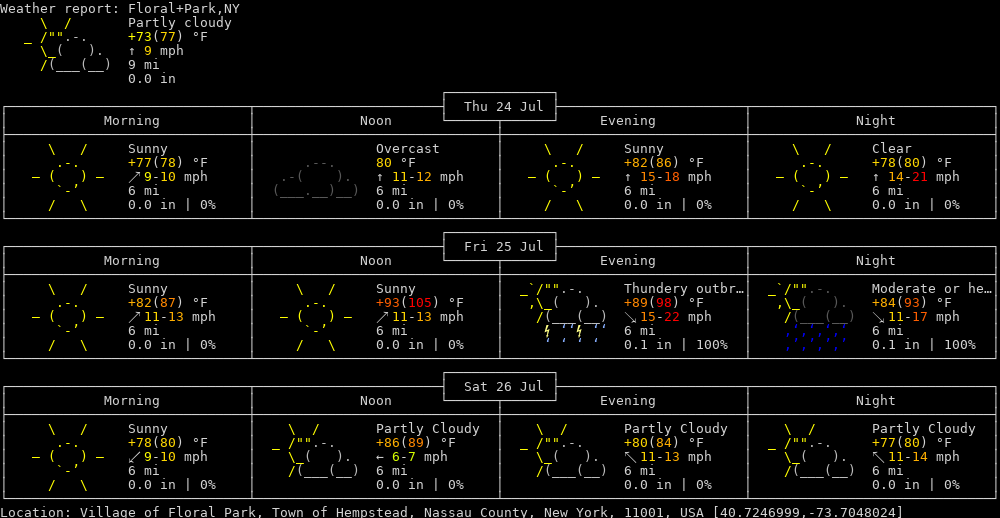 Weather report: Floral+Park,NY
Partly cloudy
+73(77) °F
↑ 9 mph
9 mi
0.0 in
Thu 24 Jul
Morning Noon Evening Night
Sunny Overcast Sunny Clear
+77(78) °F 80 °F +82(86) °F +78(80) °F
↗ 9-10 mph ↑ 11-12 mph ↑ 15-18 mph ↑ 14-21 mph
6 mi 6 mi 6 mi 6 mi
0.0 in | 0% 0.0 in | 0% 0.0 in | 0% 0.0 in | 0%
Fri 25 Jul
Morning Noon Evening Night
Sunny Sunny Thundery outbr… Moderate or he…
+82(87) °F +93(105) °F +89(98) °F +84(93) °F
↗ 11-13 mph ↗ 11-13 mph ↘ 15-22 mph ↘ 11-17 mph
6 mi 6 mi 6 mi 6 mi
0.0 in | 0% 0.0 in | 0% 0.1 in | 100% 0.1 in | 100%
Sat 26 Jul
Morning Noon Evening Night
Sunny Partly Cloudy Partly Cloudy Partly Cloudy
+78(80) °F +86(89) °F +80(84) °F +77(80) °F
↙ 9-10 mph ← 6-7 mph ↖ 11-13 mph ↖ 11-14 mph
6 mi 6 mi 6 mi 6 mi
0.0 in | 0% 0.0 in | 0% 0.0 in | 0% 0.0 in | 0%
Location: Village of Floral Park, Town of Hempstead, Nassau County, New York, 11001, USA [40.7246999,-73.7048024]